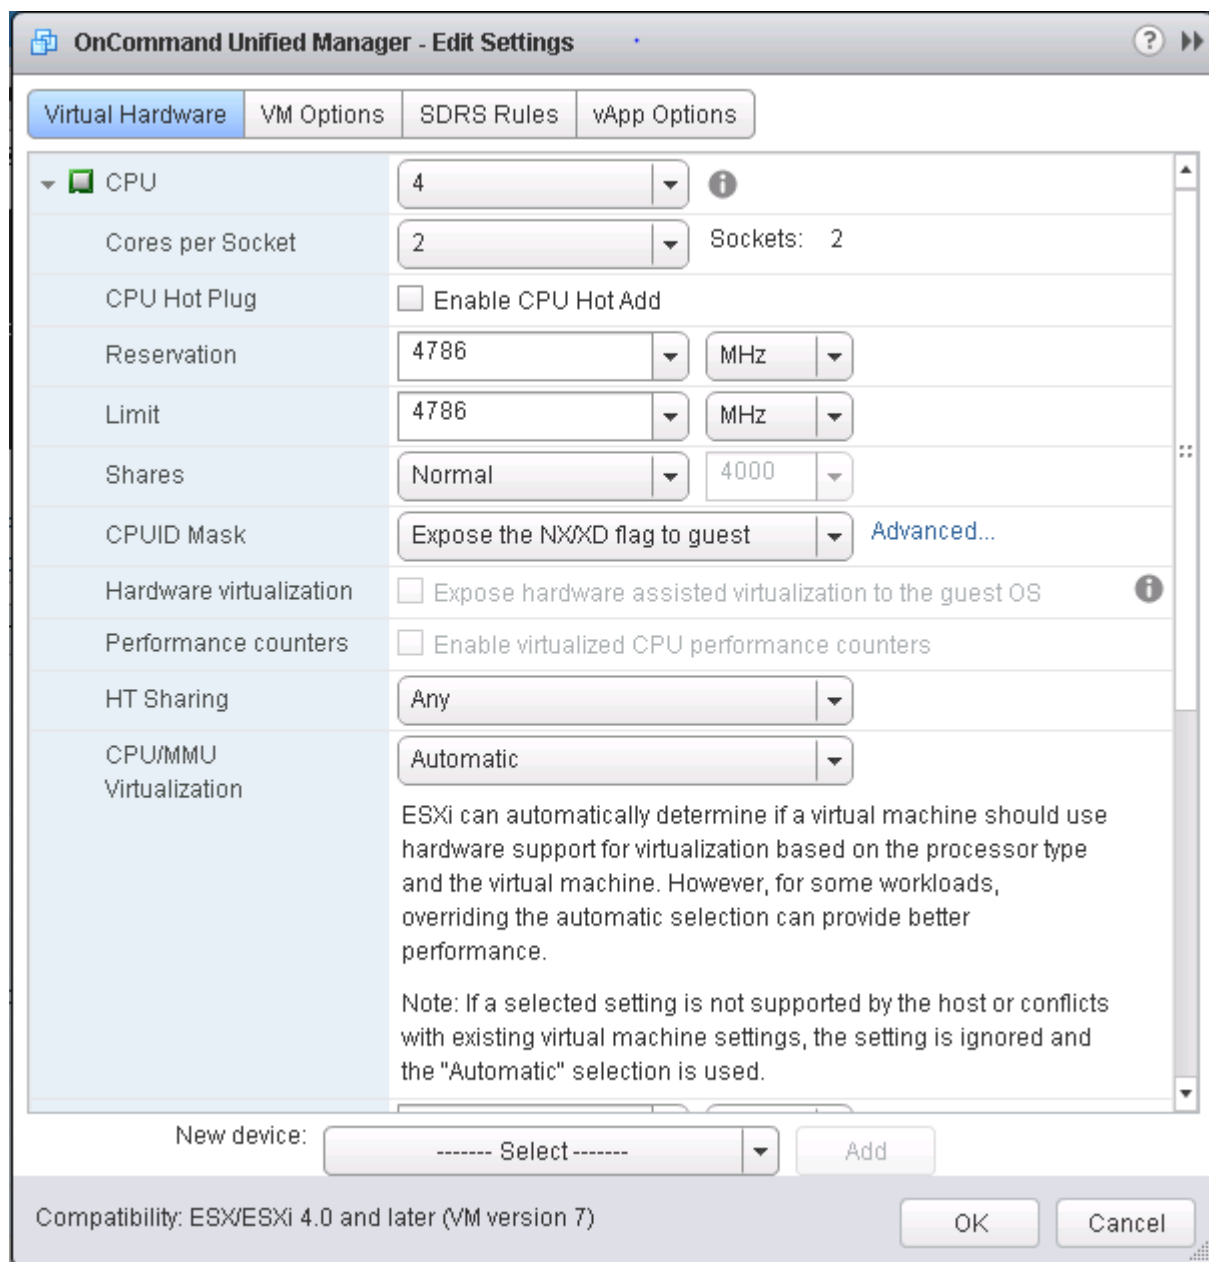 OnCommand Unified Manager - Edit Settings
Virtual Hardware VM Options SDRS Rules vApp Options
CPU 4
Cores per Socket 2 Sockets: 2
CPU Hot Plug Enable CPU Hot Add
Reservation 4786 MHz
Limit 4786 MHz
Shares Normal 4000
CPUID Mask Expose the NX/XD flag to guest Advanced...
Hardware virtualization Expose hardware assisted virtualization to the guest OS
Performance counters Enable virtualized CPU performance counters
HT Sharing Any
CPU/MMU
Virtualization
Automatic
ESXi can automatically determine if a virtual machine should use
hardware support for virtualization based on the processor type
and the virtual machine. However, for some workloads,
overriding the automatic selection can provide better
performance.
Note: If a selected setting is not supported by the host or conflicts
with existing virtual machine settings, the setting is ignored and
the "Automatic" selection is used.
New device: ------- Select ------- Add
Compatibility: ESX/ESXi 4.0 and later (VM version 7) OK Cancel